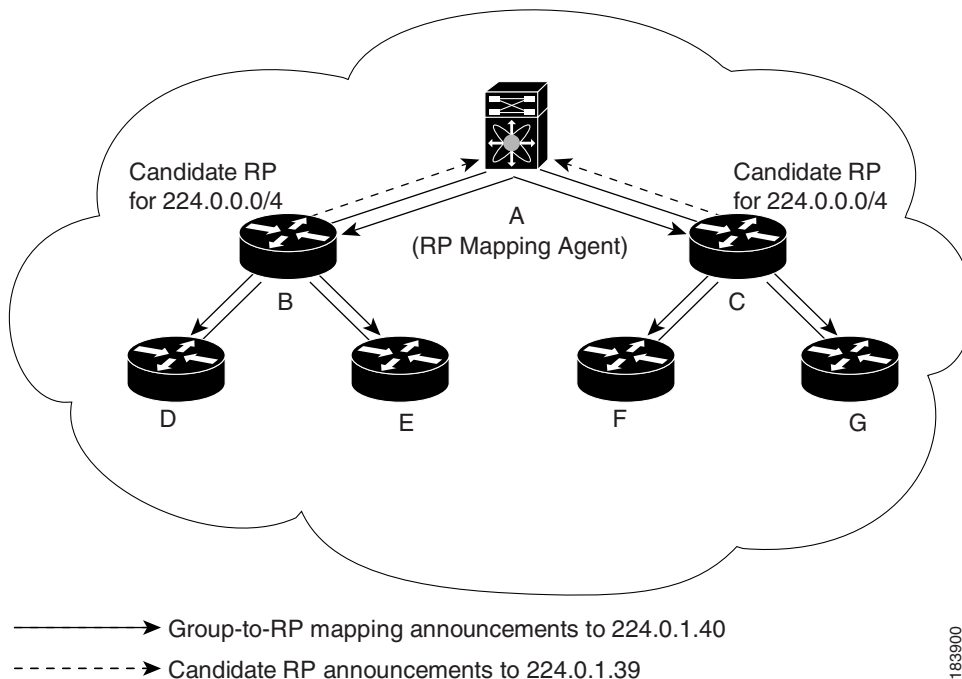 Candidate RP
for 224.0.0.0/4
Candidate RP
for 224.0.0.0/4
A
(RP Mapping Agent)
B
C
D
E
F
G
Group-to-RP mapping announcements to 224.0.1.40
Candidate RP announcements to 224.0.1.39
183900